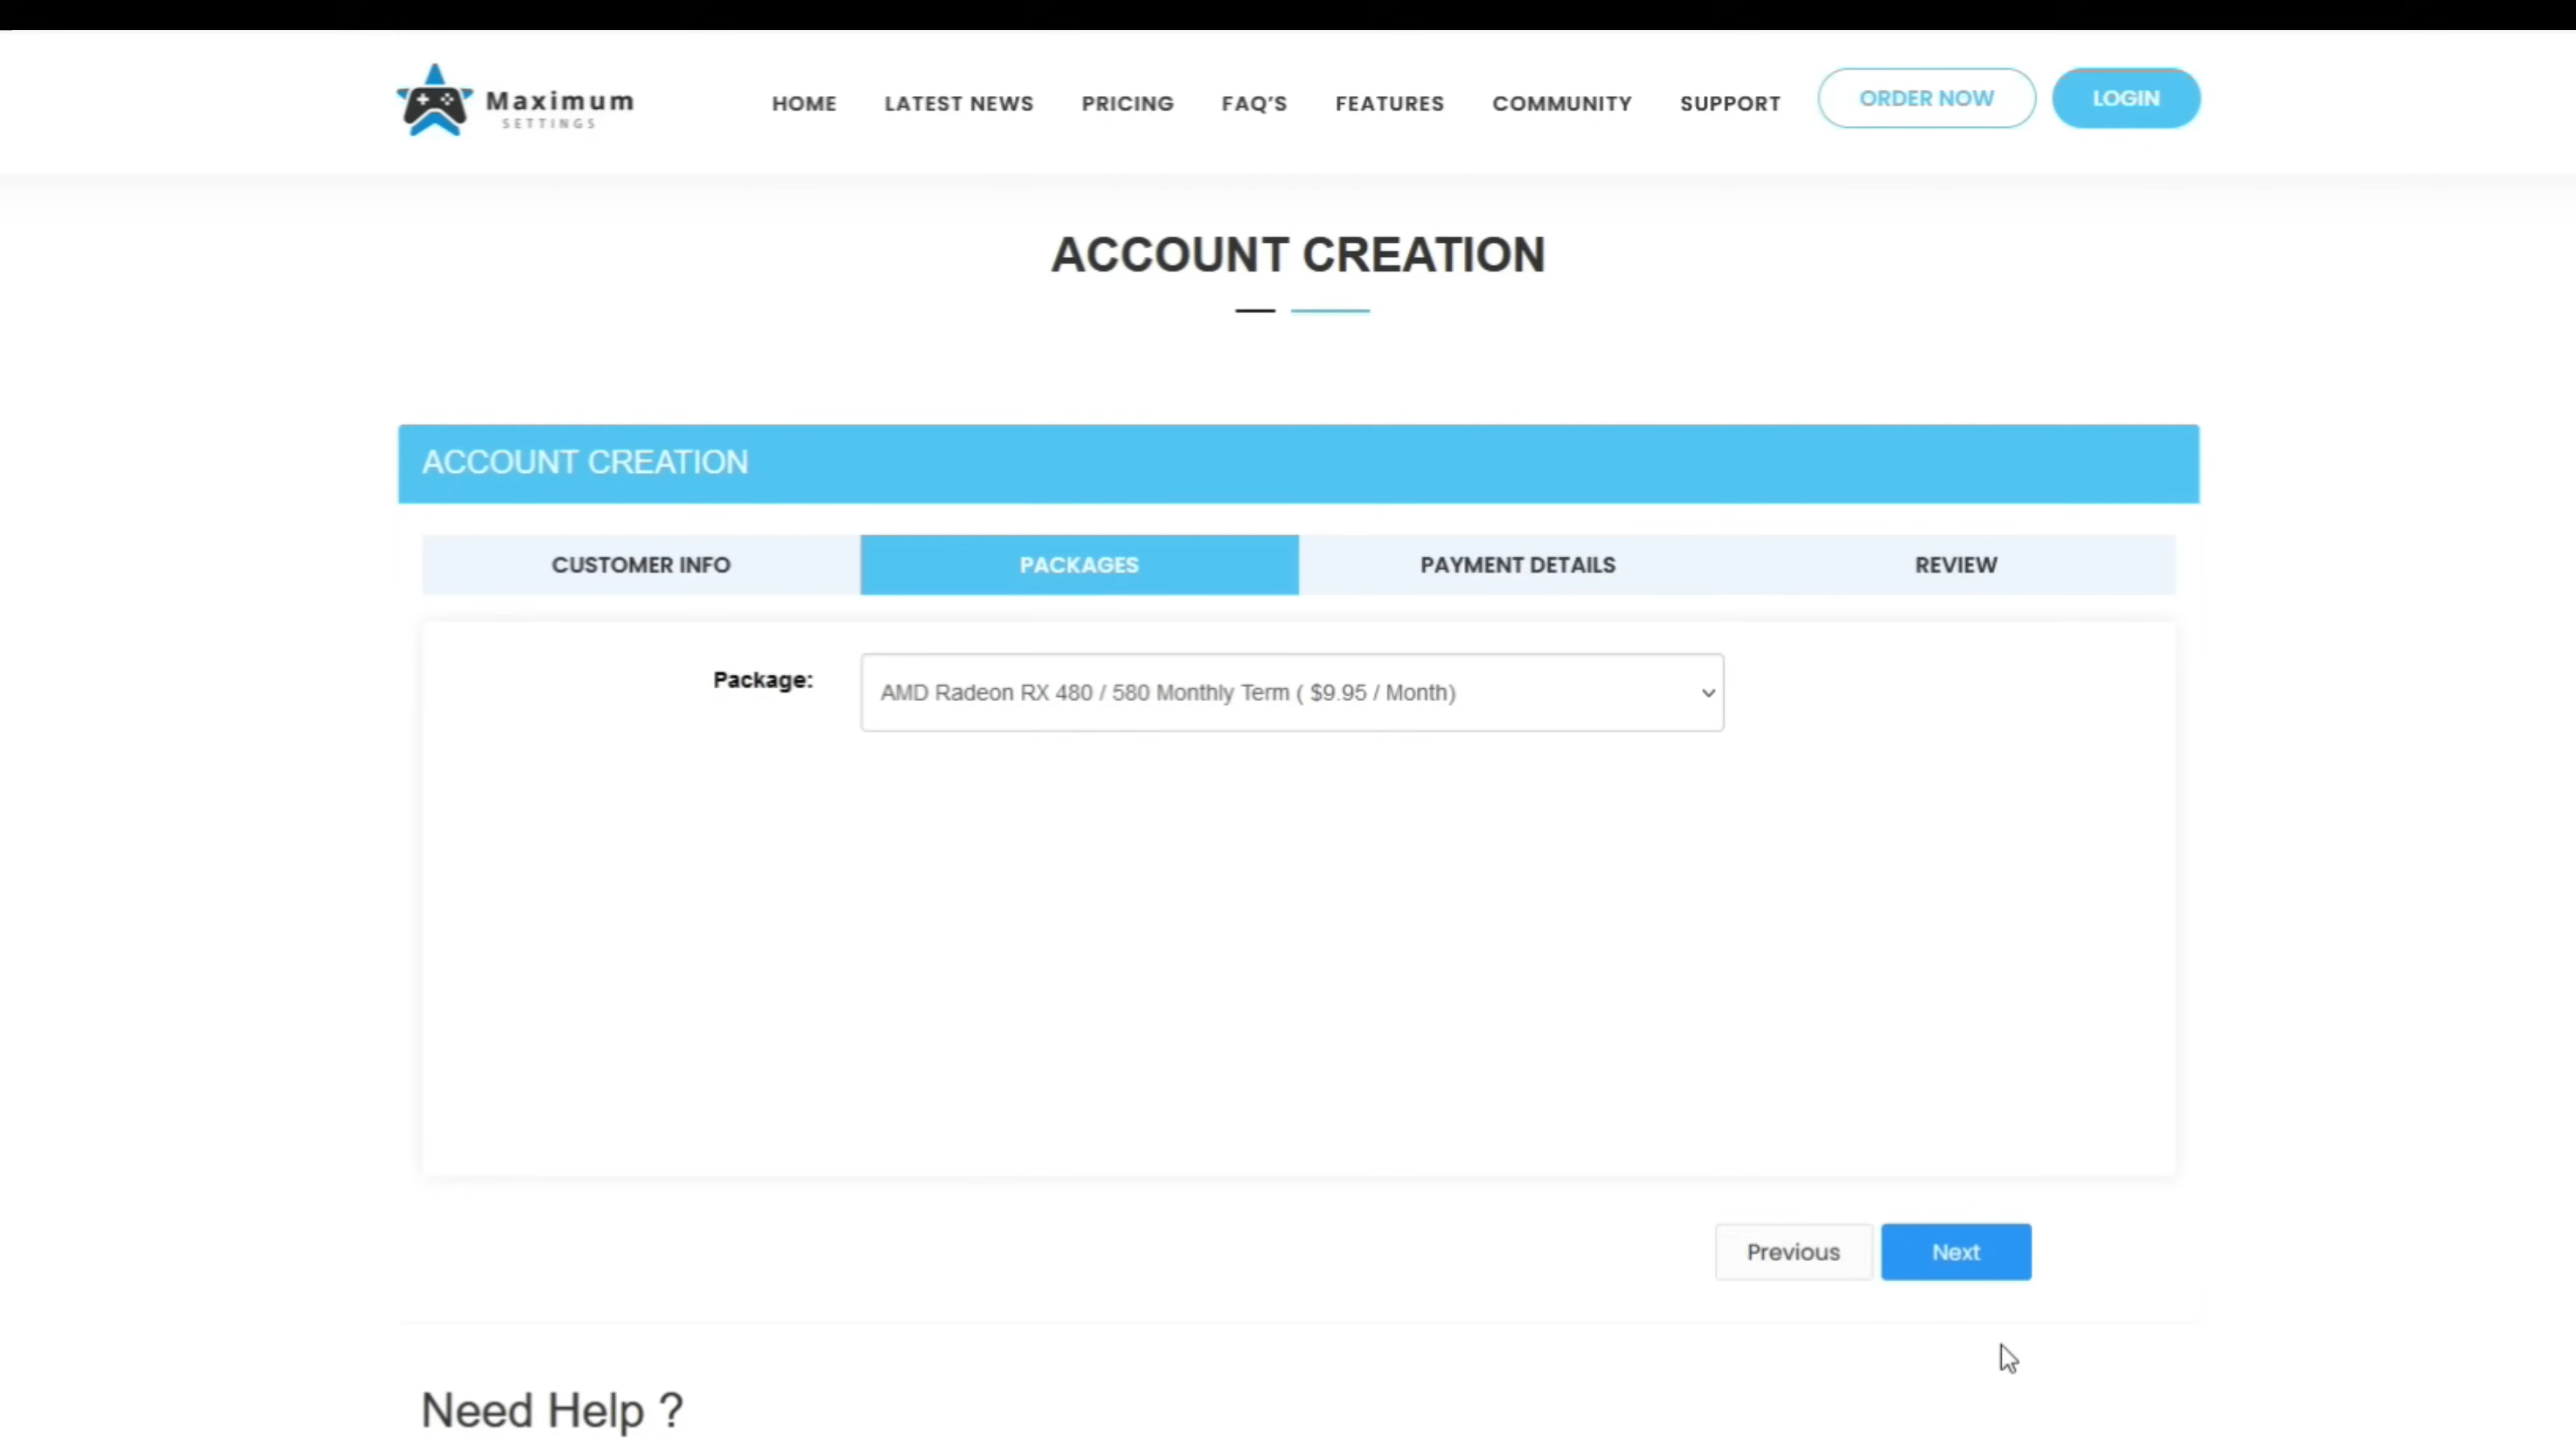 Maximum
SETTINGS
HOME LATEST NEWS PRICING FAQ'S FEATURES COMMUNITY SUPPORT ORDER NOW LOGIN
ACCOUNT CREATION
ACCOUNT CREATION
CUSTOMER INFO PACKAGES PAYMENT DETAILS REVIEW
Package: AMD Radeon RX 480 / 580 Monthly Term ( $9.95 / Month)
Previous Next
Need Help ?